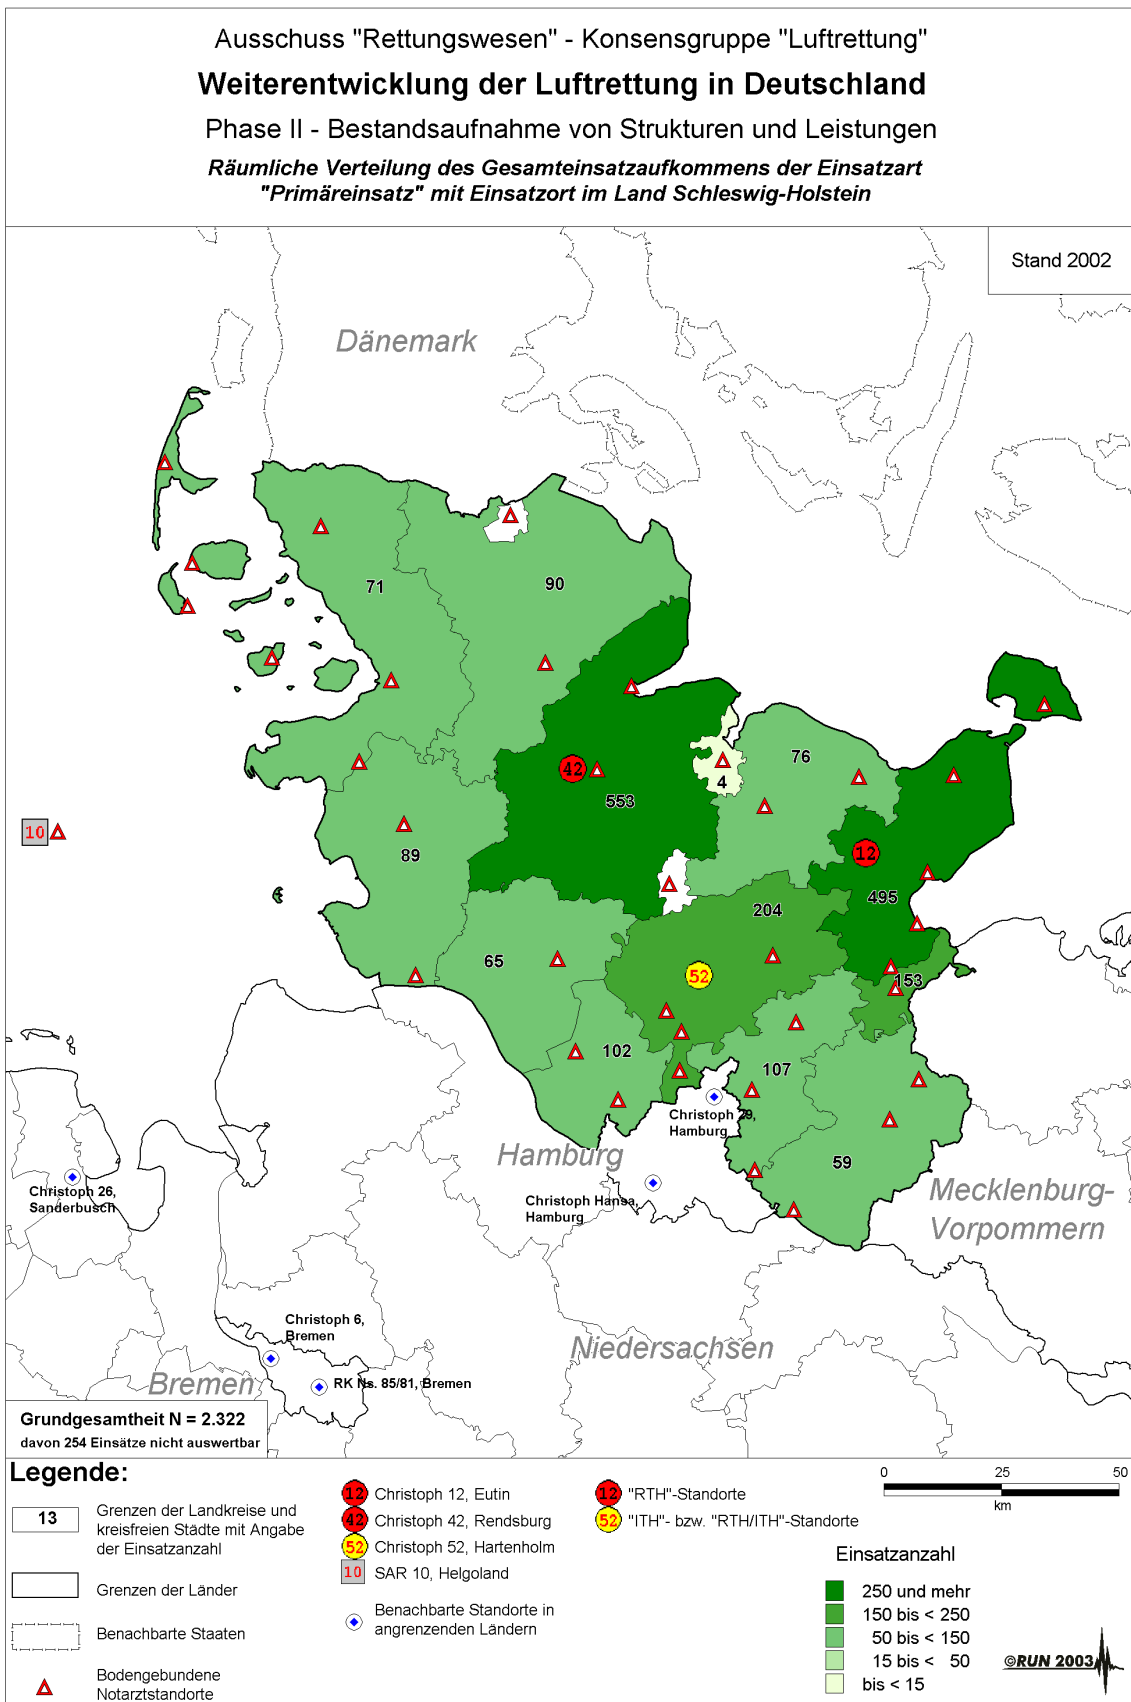 Ausschuss "Rettungswesen" - Konsensgruppe "Luftrettung"
Weiterentwicklung der Luftrettung in Deutschland
Phase II - Bestandsaufnahme von Strukturen und Leistungen
Räumliche Verteilung des Gesamteinsatzaufkommens der Einsatzart
"Primäreinsatz" mit Einsatzort im Land Schleswig-Holstein
Stand 2002
Dänemark
71
90
76
42
4
553
10
12
89
495
204
65
52
153
102
107
Christoph 29,
Hamburg
Hamburg
59
Christoph 26,
Sanderbusch
Christoph Hansa,
Hamburg
Mecklenburg-
Vorpommern
Christoph 6,
Bremen
Niedersachsen
Bremen
RK Ns. 85/81, Bremen
Grundgesamtheit N = 2.322
davon 254 Einsätze nicht auswertbar
Legende:
13
Grenzen der Landkreise und
kreisfreien Städte mit Angabe
der Einsatzanzahl
Grenzen der Länder
Benachbarte Staaten
Bodengebundene
Notarztstandorte
12 Christoph 12, Eutin
42 Christoph 42, Rendsburg
52 Christoph 52, Hartenholm
10 SAR 10, Helgoland
Benachbarte Standorte in
angrenzenden Ländern
12 "RTH"-Standorte
52 "ITH"- bzw. "RTH/ITH"-Standorte
0 25 50
km
Einsatzanzahl
250 und mehr
150 bis < 250
50 bis < 150
15 bis < 50
bis < 15
©RUN 2003